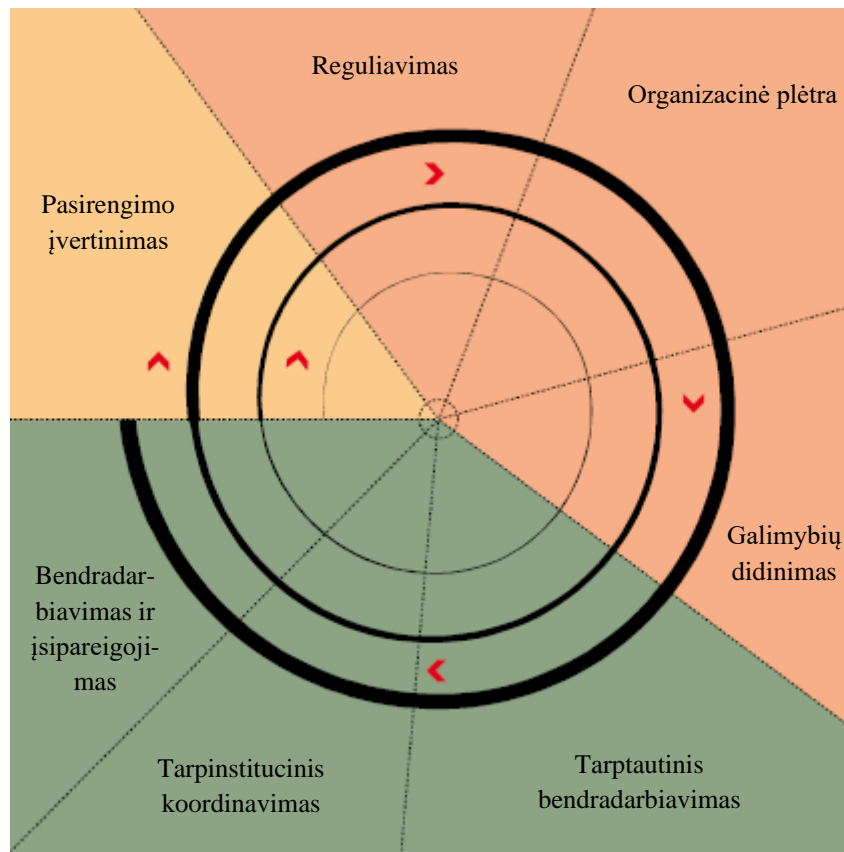 Reguliavimas
Organizacinė plėtra
Pasirengimo
įvertinimas
Galimybių
didinimas
Bendradar-
biavimas ir
įsipareigoji-
mas
Tarpinstitucinis
koordinavimas
Tarptautinis
bendradarbiavimas